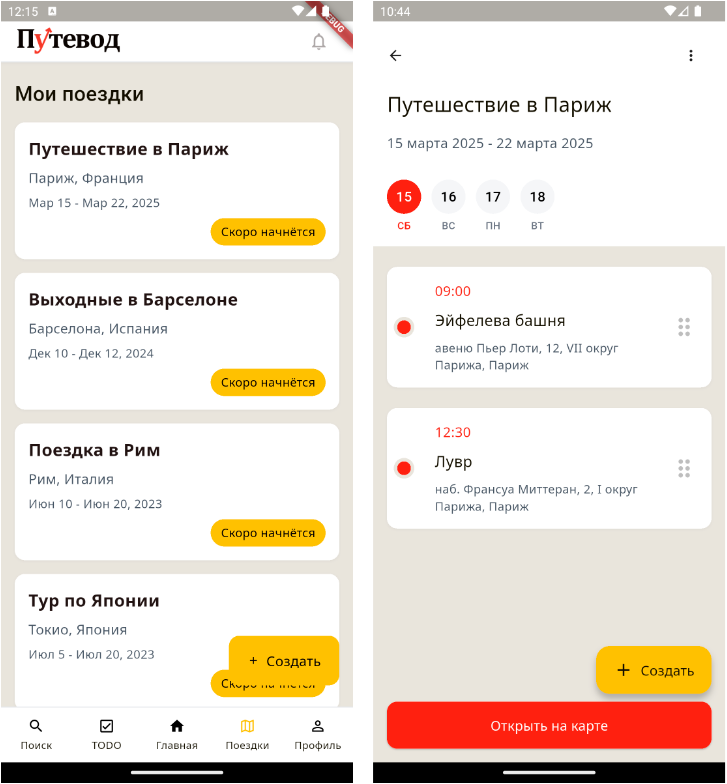 12:15
A
DEBUG
Путевод
Мои поездки
Путешествие в Париж
Париж, Франция
Мар 15 - Мар 22, 2025
Скоро начнётся
Выходные в Барселоне
Барселона, Испания
Дек 10 - Дек 12, 2024
Скоро начнётся
Поездка в Рим
Рим, Италия
Июн 10 - Июн 20, 2023
Скоро начнётся
Тур по Японии
Токио, Япония
Июл 5 - Июл 20, 2023
+ Создать
Скоро начнётся
Поиск
TODO
Главная
Поездки
Профиль
10:44
Путешествие в Париж
15 марта 2025 - 22 марта 2025
15 16 17 18
СБ ВС ПН ВТ
09:00
Эйфелева башня
авеню Пьер Лоти, 12, VII округ
Парижа, Париж
12:30
Лувр
наб. Франсуа Миттеран, 2, I округ
Парижа, Париж
+ Создать
Открыть на карте